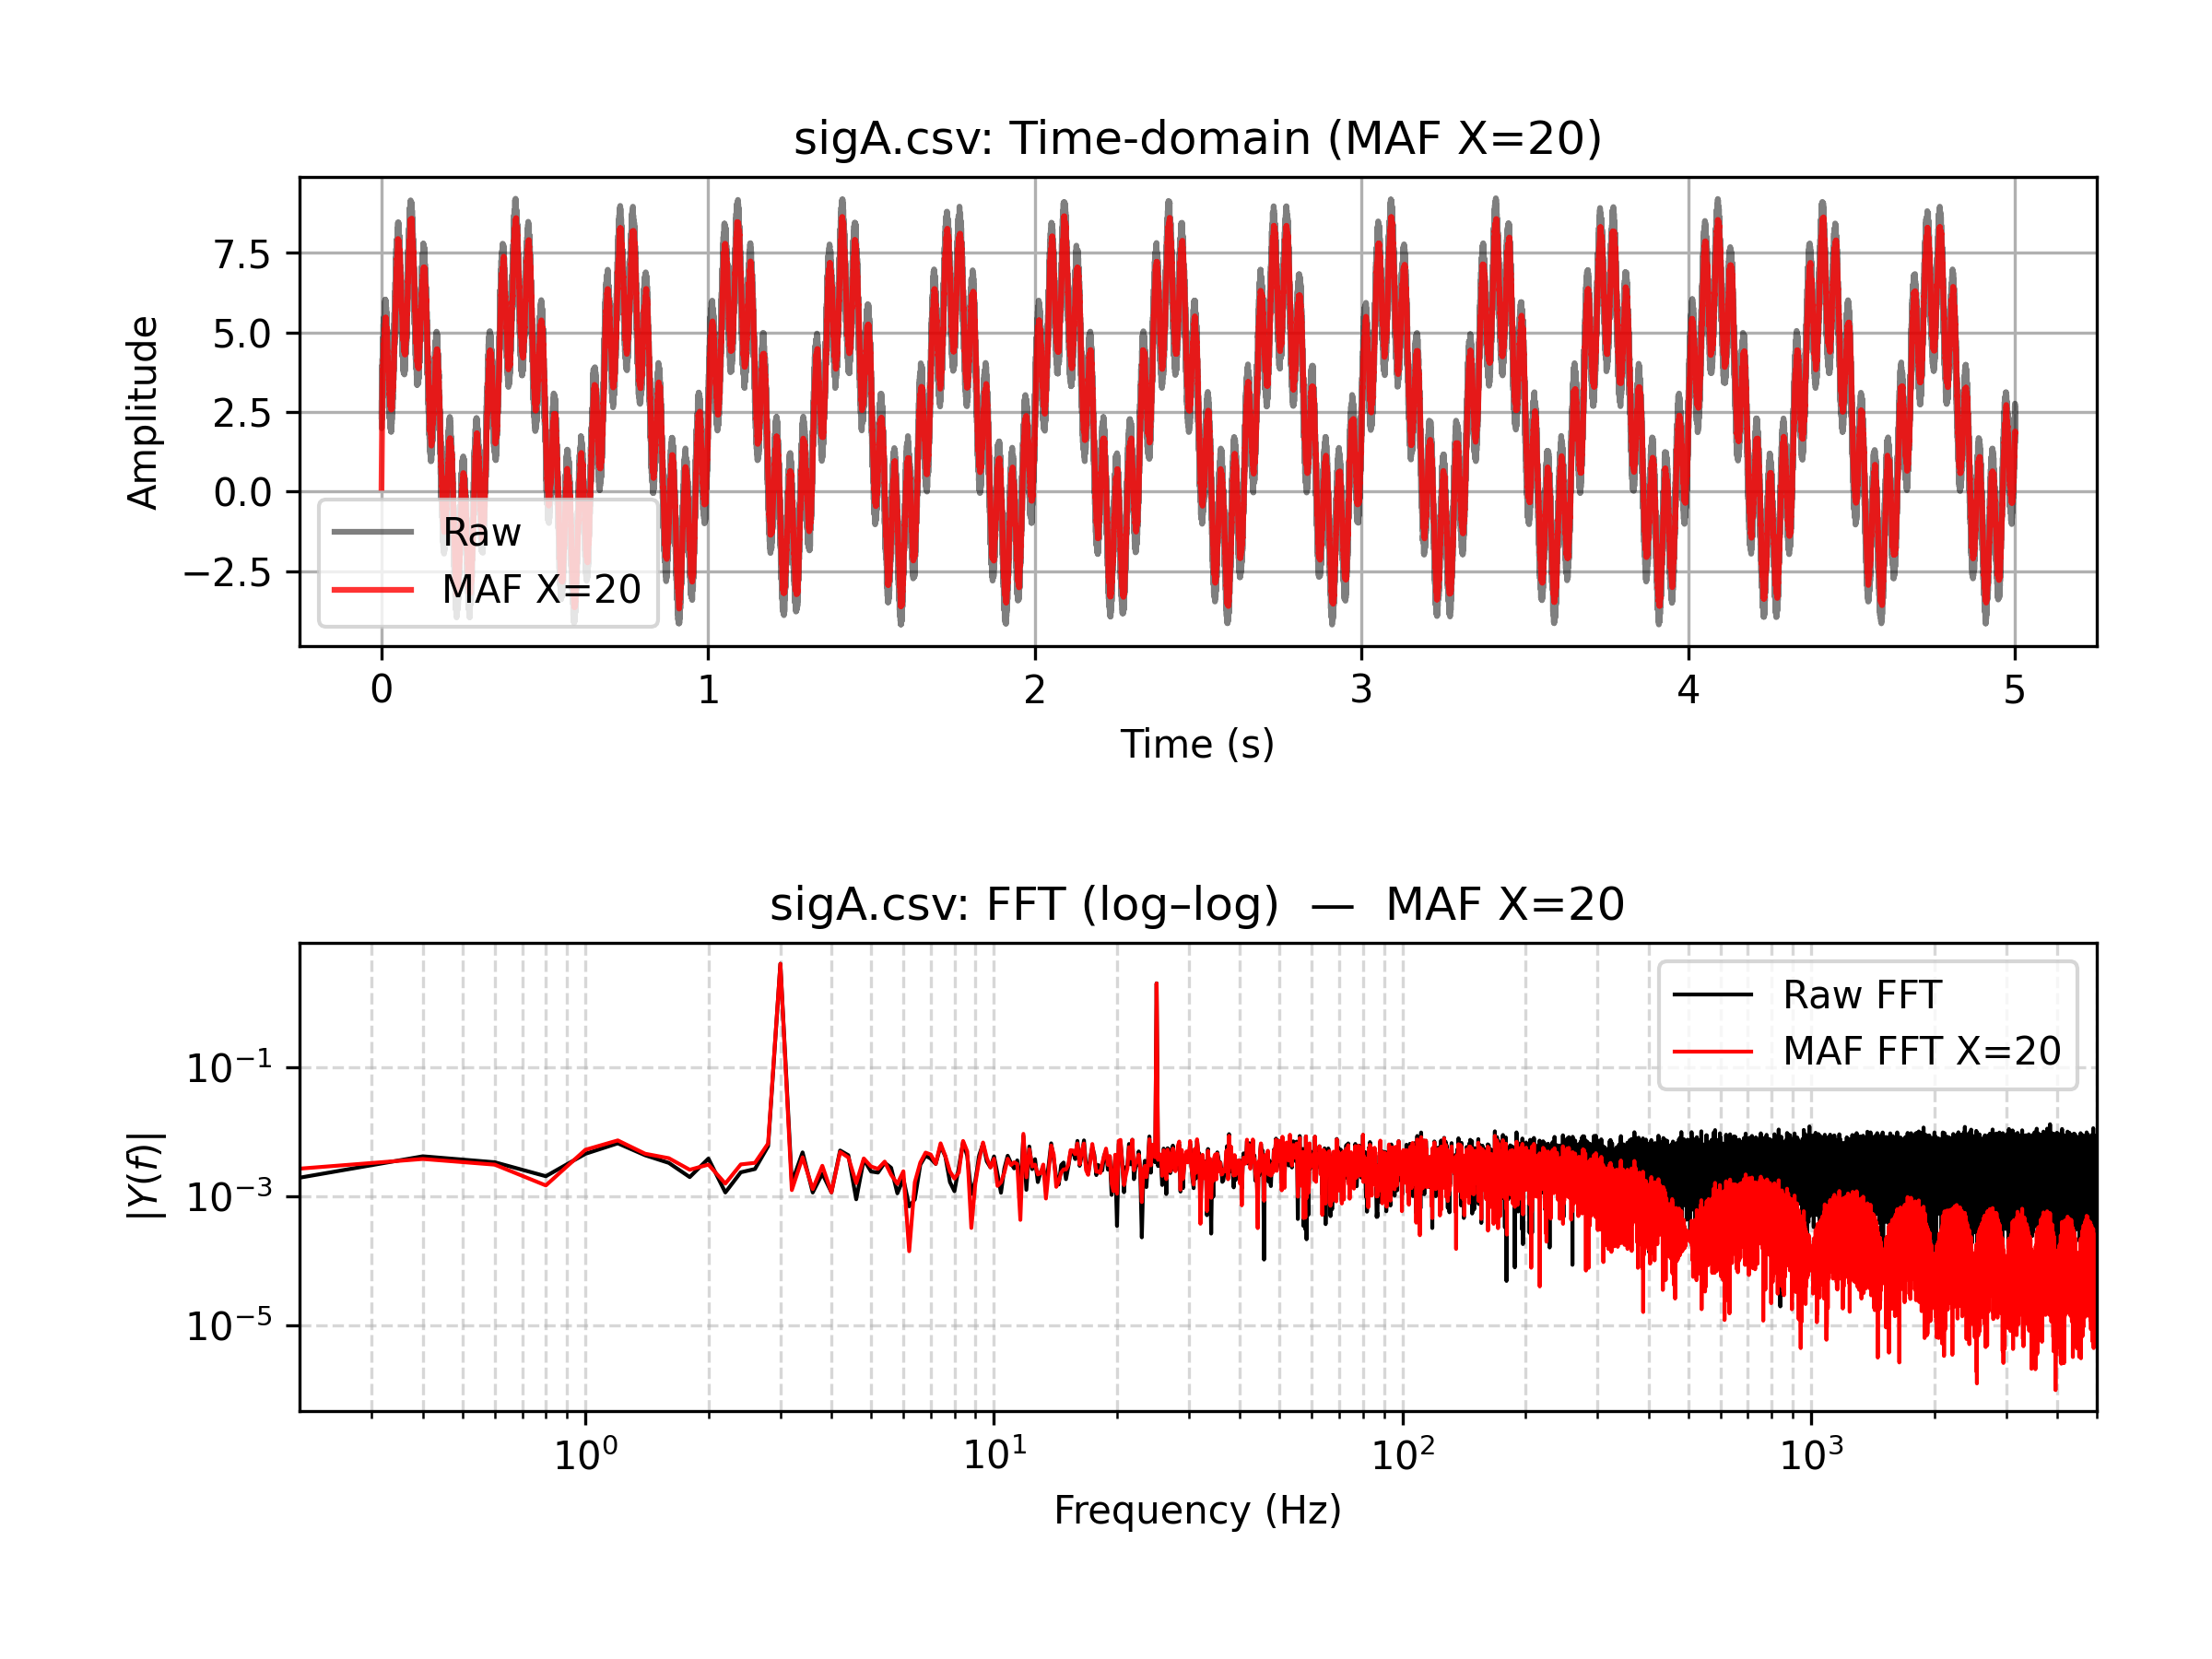 sigA.csv: Time-domain (MAF X=20)
Amplitude
7.5
5.0
2.5
0.0
−2.5
Raw
MAF X=20
0 1 2 3 4 5
Time (s)
sigA.csv: FFT (log–log) — MAF X=20
|Y(f)|
10⁻¹
10⁻³
10⁻⁵
Raw FFT
MAF FFT X=20
10⁰ 10¹ 10² 10³
Frequency (Hz)